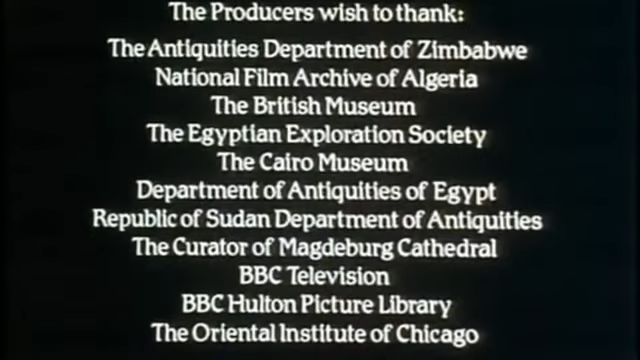 The Producers wish to thank:
The Antiquities Department of Zimbabwe
National Film Archive of Algeria
The British Museum
The Egyptian Exploration Society
The Cairo Museum
Department of Antiquities of Egypt
Republic of Sudan Department of Antiquities
The Curator of Magdeburg Cathedral
BBC Television
BBC Hulton Picture Library
The Oriental Institute of Chicago